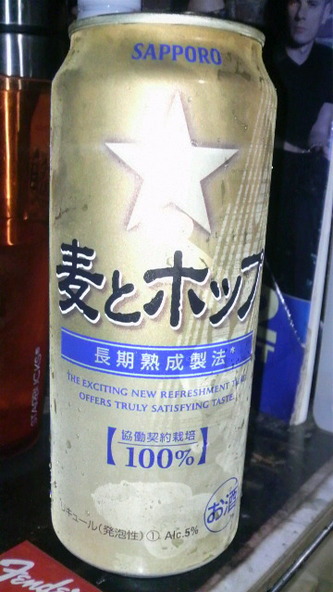 SAPPORO
麦とホップ
長期熟成製法
THE EXCITING NEW REFRESHMENT THAT
OFFERS TRULY SATISFYING TASTE.
【協働契約栽培
100%】
お酒
キュール(発泡性)① Alc.5%
STARBUCKS®
Fender